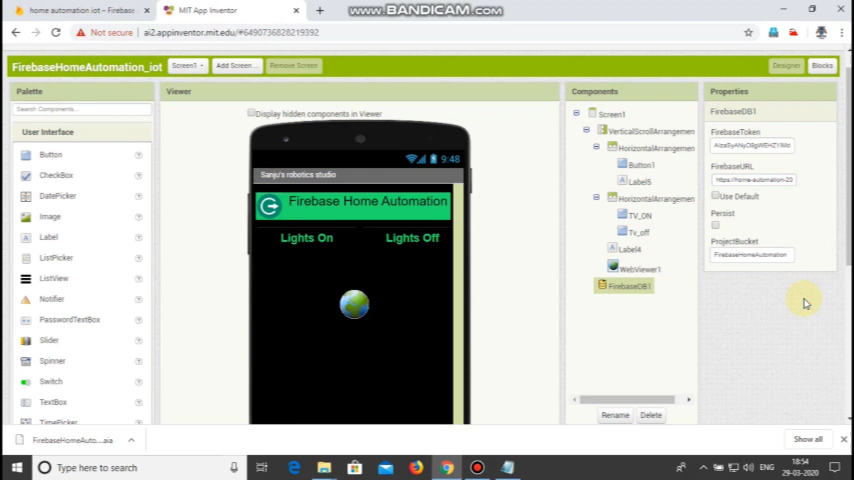 www.BANDICAM.com
home automation iot – Firebase
MIT App Inventor
Not secure
ai2.appinventor.mit.edu/#6490736828219392
FirebaseHomeAutomation_iot
Screen1
Add Screen...
Remove Screen
Designer
Blocks
Palette
Viewer
Components
Properties
Search Components...
User Interface
Button
CheckBox
DatePicker
Image
Label
ListPicker
ListView
Notifier
PasswordTextBox
Slider
Spinner
Switch
TextBox
TimePicker
Display hidden components in Viewer
9:48
Sanju's robotics studio
Firebase Home Automation
Lights On
Lights Off
Screen1
VerticalScrollArrangemen
HorizontalArrangemen
Button1
Label5
HorizontalArrangemen
TV_ON
Tv_off
Label4
WebViewer1
FirebaseDB1
Rename
Delete
FirebaseDB1
FirebaseToken
FirebaseURL
https://home-automation-20
Use Default
Persist
ProjectBucket
FirebaseHomeAutomation
FirebaseHomeAuto....aia
Show all
Type here to search
ENG
18:54
29-03-2020